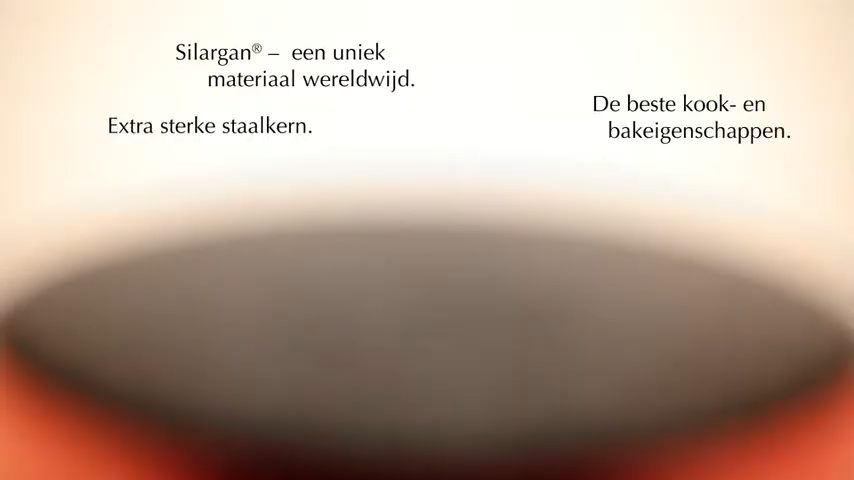 Silargan® – een uniek
materiaal wereldwijd.
Extra sterke staalkern.
De beste kook- en
bakeigenschappen.